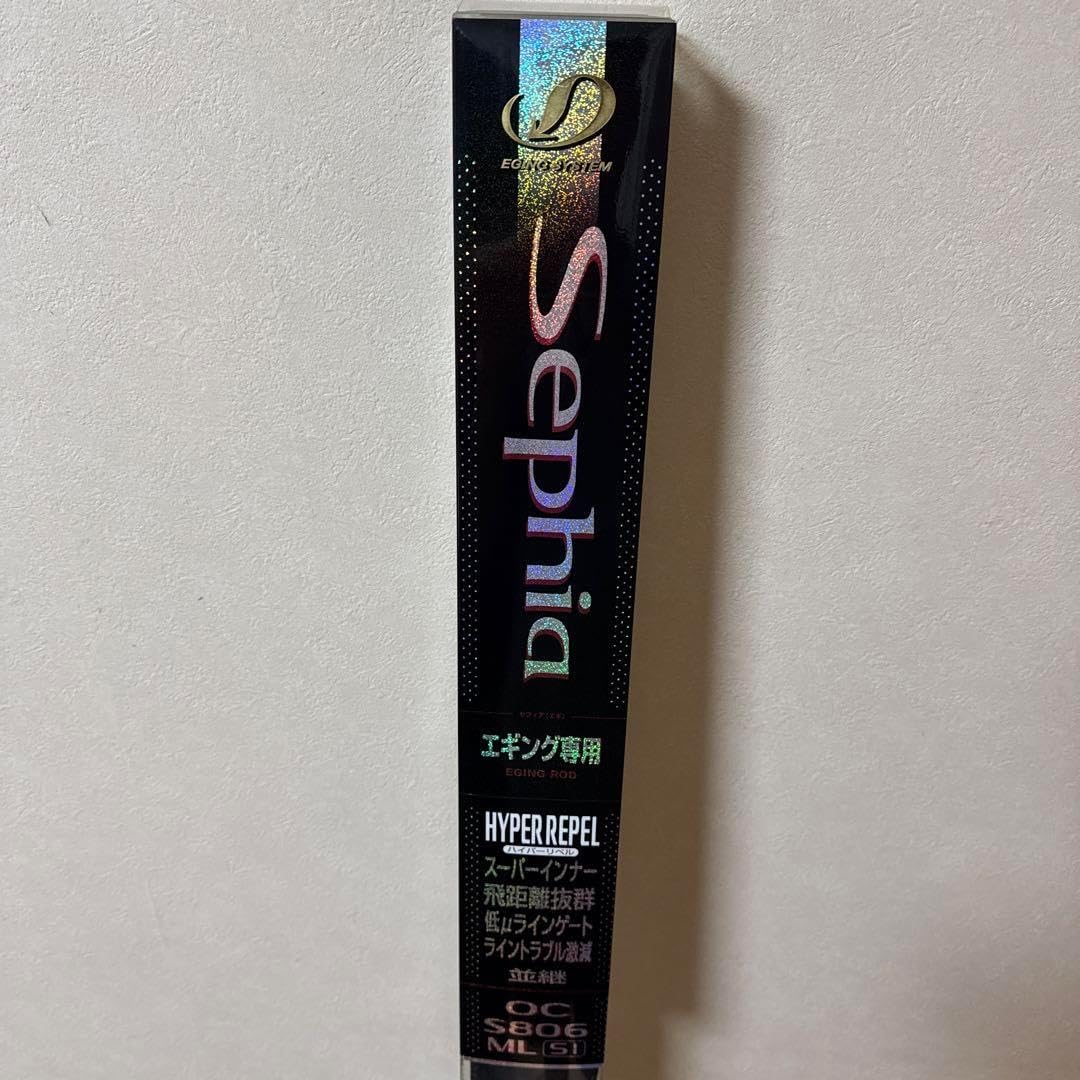 EGING SYSTEM
Sephia
セフィア[エギ]
エギング専用
EGING ROD
HYPER REPEL
ハイパーリペル
スーパーインナー
飛距離抜群
低μラインゲート
ライントラブル激減
並継
OC
S806
ML SI